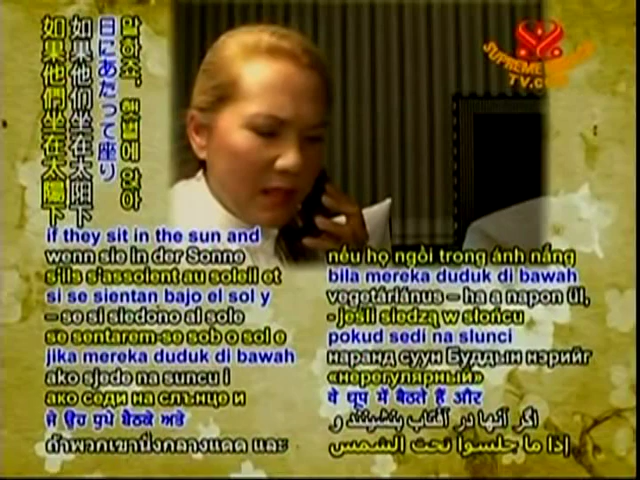 如果他們坐在太陽下
如果他们坐在太阳下
日にあたって座り
말하죠, 햇볕에 앉아
SUPREME
TV.CO
if they sit in the sun and
wenn sie in der Sonne
s'ils s'assoient au soleil et
si se sientan bajo el sol y
– se si siedono al sole
se sentarem-se sob o sol e
jika mereka duduk di bawah
ako sjede na suncu i
ако седи на слънце и
ਜੇ ਉਹ ਧੁਪੇ ਬੈਠਕੇ ਅਤੇ
ถ้าพวกเขานั่งกลางแดด และ
nếu họ ngồi trong ánh nắng
bila mereka duduk di bawah
vegetáriánus – ha a napon ül,
- jeśli siedzą w słońcu
pokud sedí na slunci
наранд суун Буддын нэрийг
«нерегулярный»
वे धूप में बैठते हैं और
اگر آنها در آفتاب بنشینند و
إذا ما جلسوا تحت الشمس